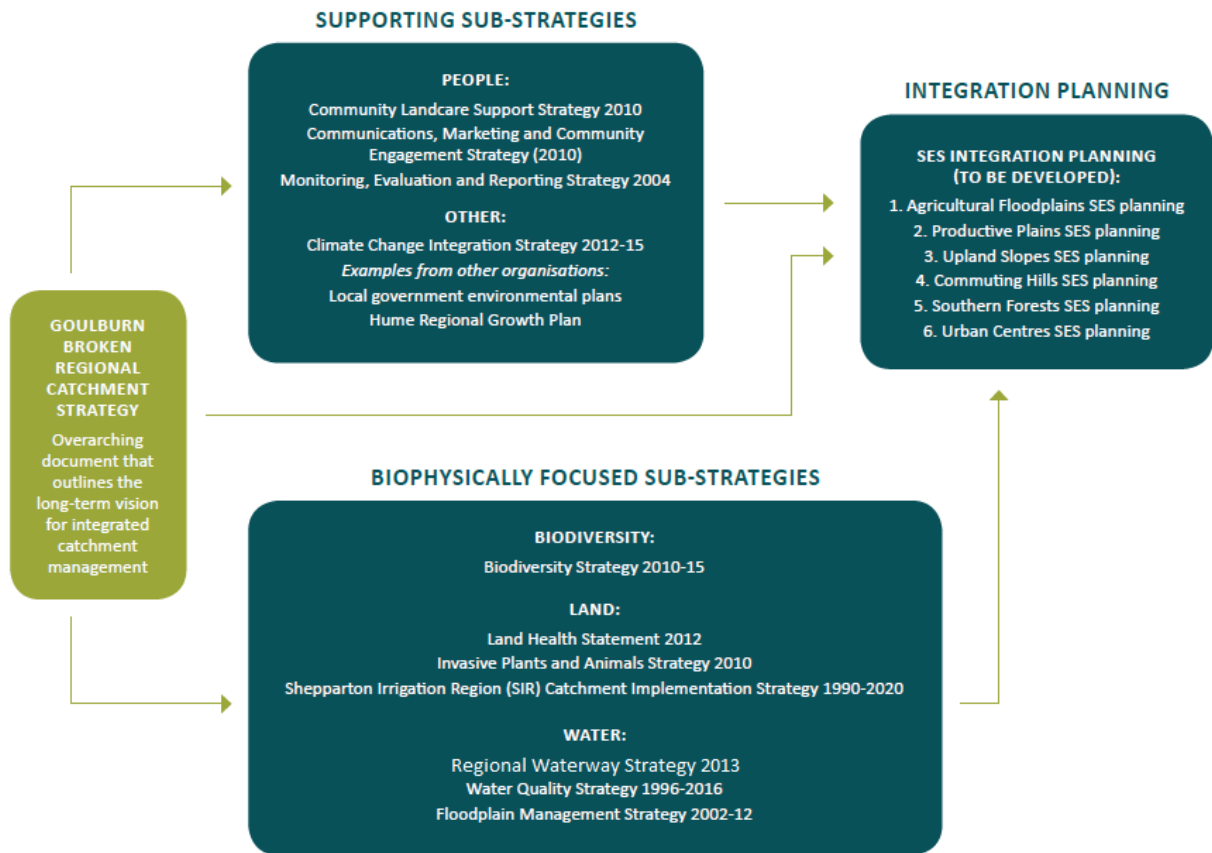 SUPPORTING SUB-STRATEGIES
PEOPLE:
Community Landcare Support Strategy 2010
Communications, Marketing and Community
Engagement Strategy (2010)
Monitoring, Evaluation and Reporting Strategy 2004
OTHER:
Climate Change Integration Strategy 2012-15
Examples from other organisations:
Local government environmental plans
Hume Regional Growth Plan
INTEGRATION PLANNING
SES INTEGRATION PLANNING
(TO BE DEVELOPED):
1. Agricultural Floodplains SES planning
2. Productive Plains SES planning
3. Upland Slopes SES planning
4. Commuting Hills SES planning
5. Southern Forests SES planning
6. Urban Centres SES planning
GOULBURN
BROKEN
REGIONAL
CATCHMENT
STRATEGY
Overarching
document that
outlines the
long-term vision
for integrated
catchment
management
BIOPHYSICALLY FOCUSED SUB-STRATEGIES
BIODIVERSITY:
Biodiversity Strategy 2010-15
LAND:
Land Health Statement 2012
Invasive Plants and Animals Strategy 2010
Shepparton Irrigation Region (SIR) Catchment Implementation Strategy 1990-2020
WATER:
Regional Waterway Strategy 2013
Water Quality Strategy 1996-2016
Floodplain Management Strategy 2002-12